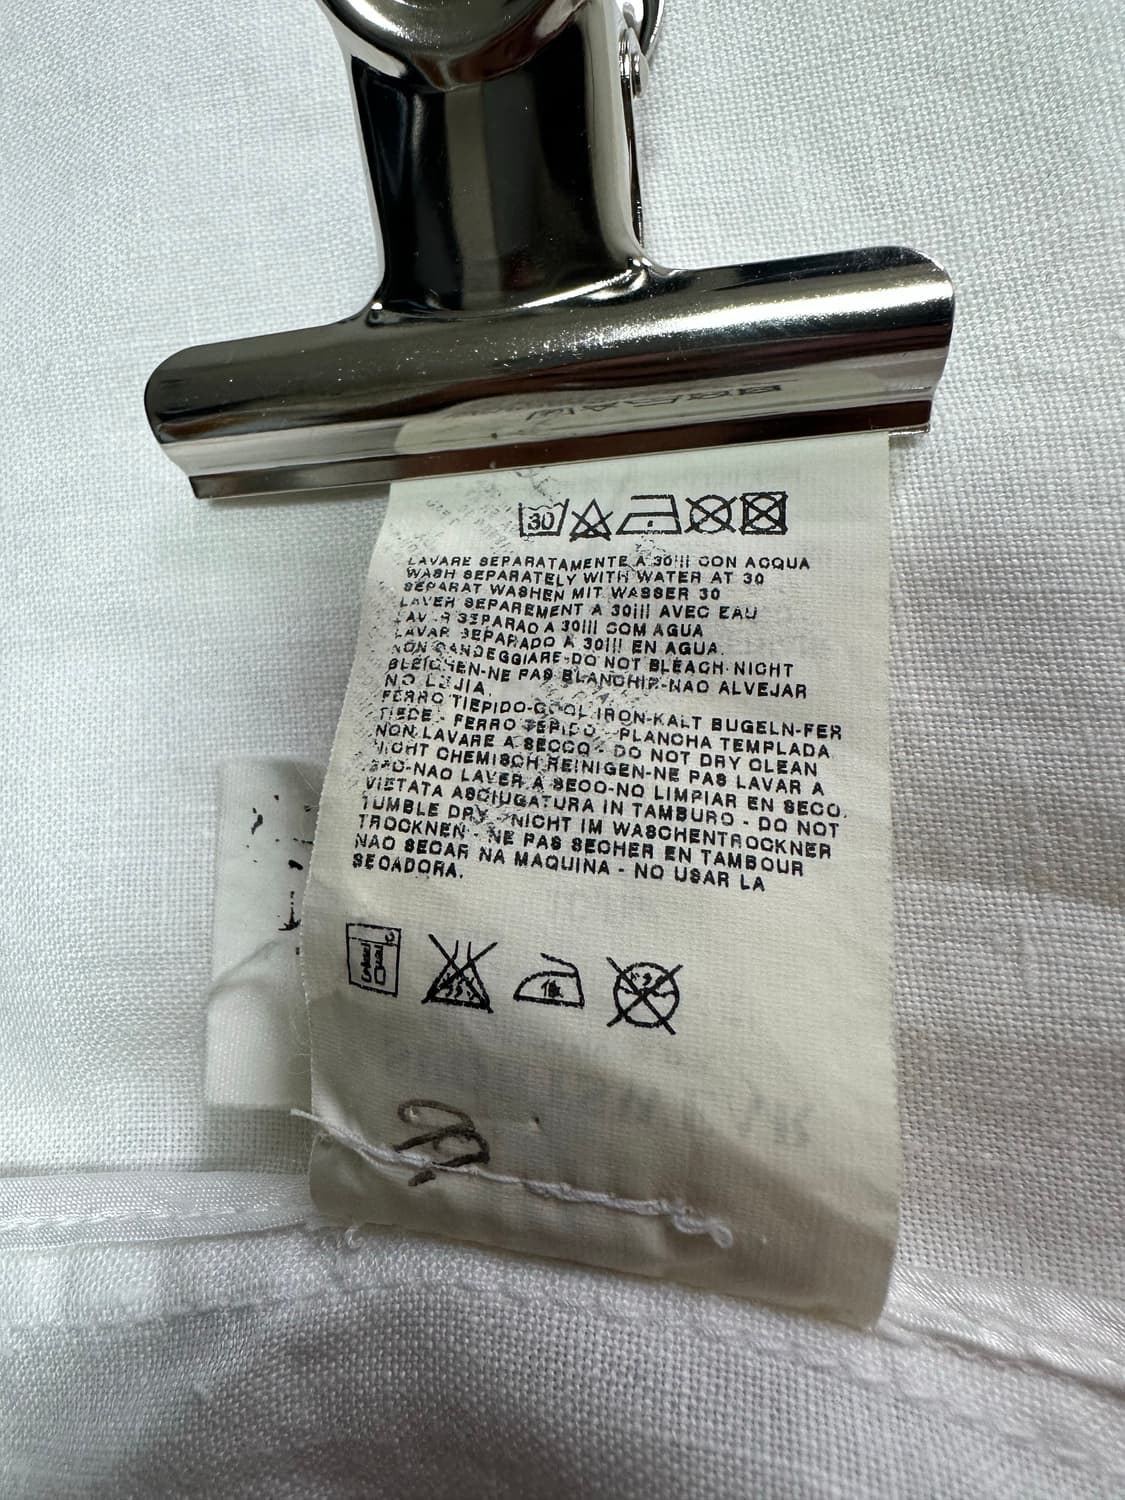 30
LAVARE SEPARATAMENTE A 30||| CON ACQUA
WASH SEPARATELY WITH WATER AT 30
SEPARAT WASHEN MIT WASSER 30
LAVER SEPAREMENT A 30||| AVEC EAU
SEPARAO A 30||| COM AGUA
LAVAR SEPARADO A 30||| EN AGUA.
NON CANDEGGIARE-DO NOT BLEACH-NICHT
BLEICHEN-NE PAS BLANCHIR-NAO ALVEJAR
NO LEJIA.
FERRO TIEPIDO-COOL IRON-KALT BUGELN-FER
TIEDE - FERRO TEPIDO - PLANCHA TEMPLADA
NON LAVARE A SECCO - DO NOT DRY CLEAN
NICHT CHEMISCH REINIGEN-NE PAS LAVAR A
-NAO LAVER A SECO-NO LIMPIAR EN SECO.
VIETATA ASCIUGATURA IN TAMBURO - DO NOT
TUMBLE DRY - NICHT IM WASCHENTROCKNER
TROCKNEN - NE PAS SECHER EN TAMBOUR
NAO SECAR NA MAQUINA - NO USAR LA
SECADORA.